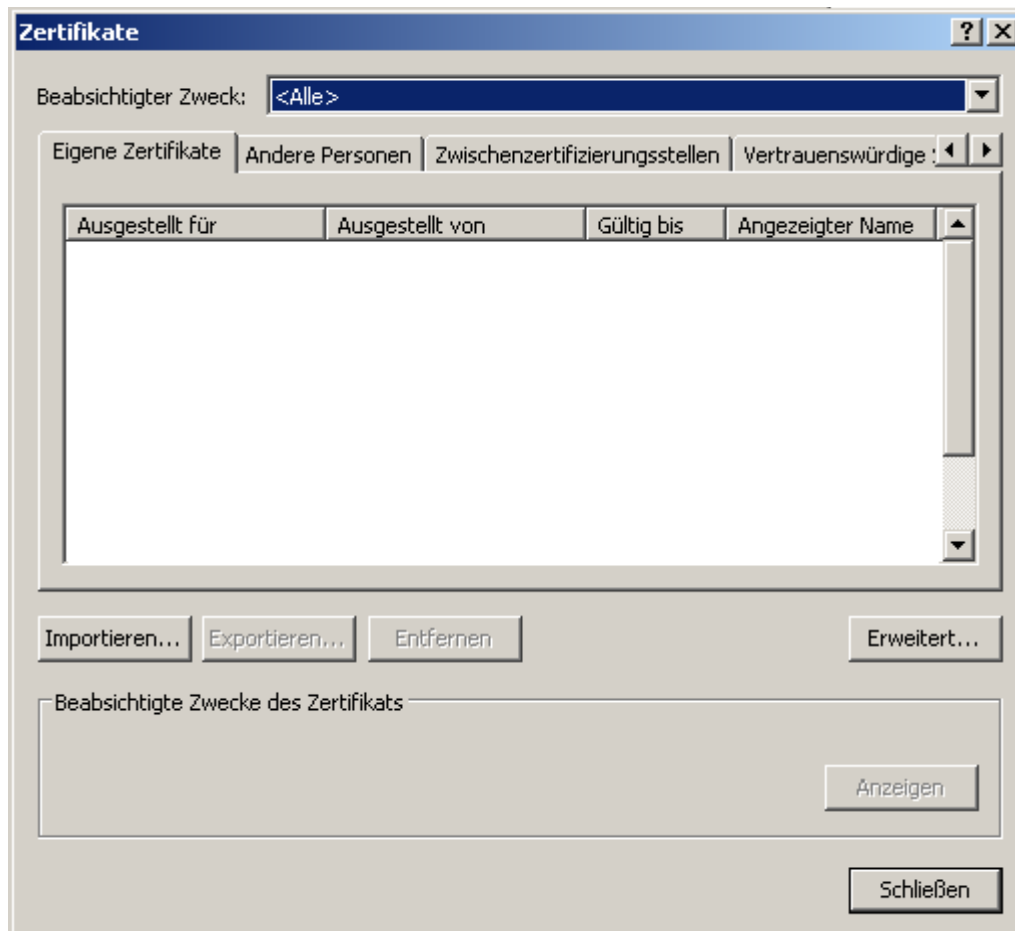 Zertifikate
Beabsichtigter Zweck: <Alle>
Eigene Zertifikate Andere Personen Zwischenzertifizierungsstellen Vertrauenswürdige
Ausgestellt für Ausgestellt von Gültig bis Angezeigter Name
Importieren... Exportieren... Entfernen Erweitert...
Beabsichtigte Zwecke des Zertifikats
Anzeigen
Schließen